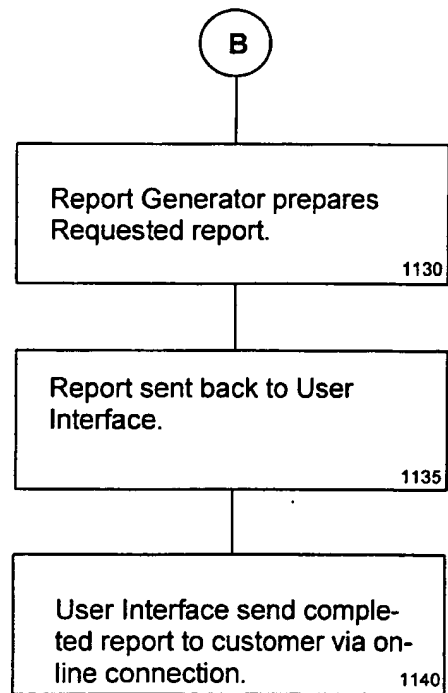 B
Report Generator prepares
Requested report.
1130
Report sent back to User
Interface.
1135
User Interface send comple-
ted report to customer via on-
line connection.
1140